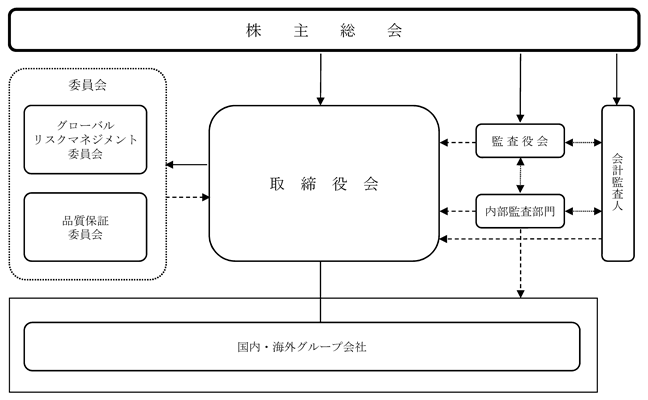 株主総会
委員会
グローバル
リスクマネジメント
委員会
品質保証
委員会
取締役会
監査役会
内部監査部門
会計監査人
国内・海外グループ会社